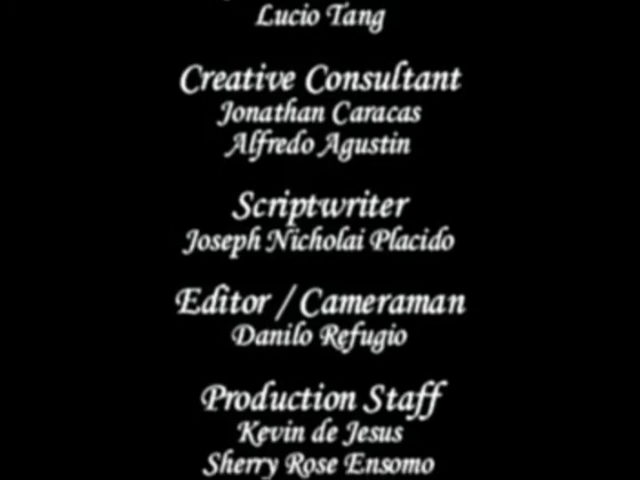 Lucio Tang
Creative Consultant
Jonathan Caracas
Alfredo Agustin
Scriptwriter
Joseph Nicholai Placido
Editor / Cameraman
Danilo Refugio
Production Staff
Kevin de Jesus
Sherry Rose Ensomo